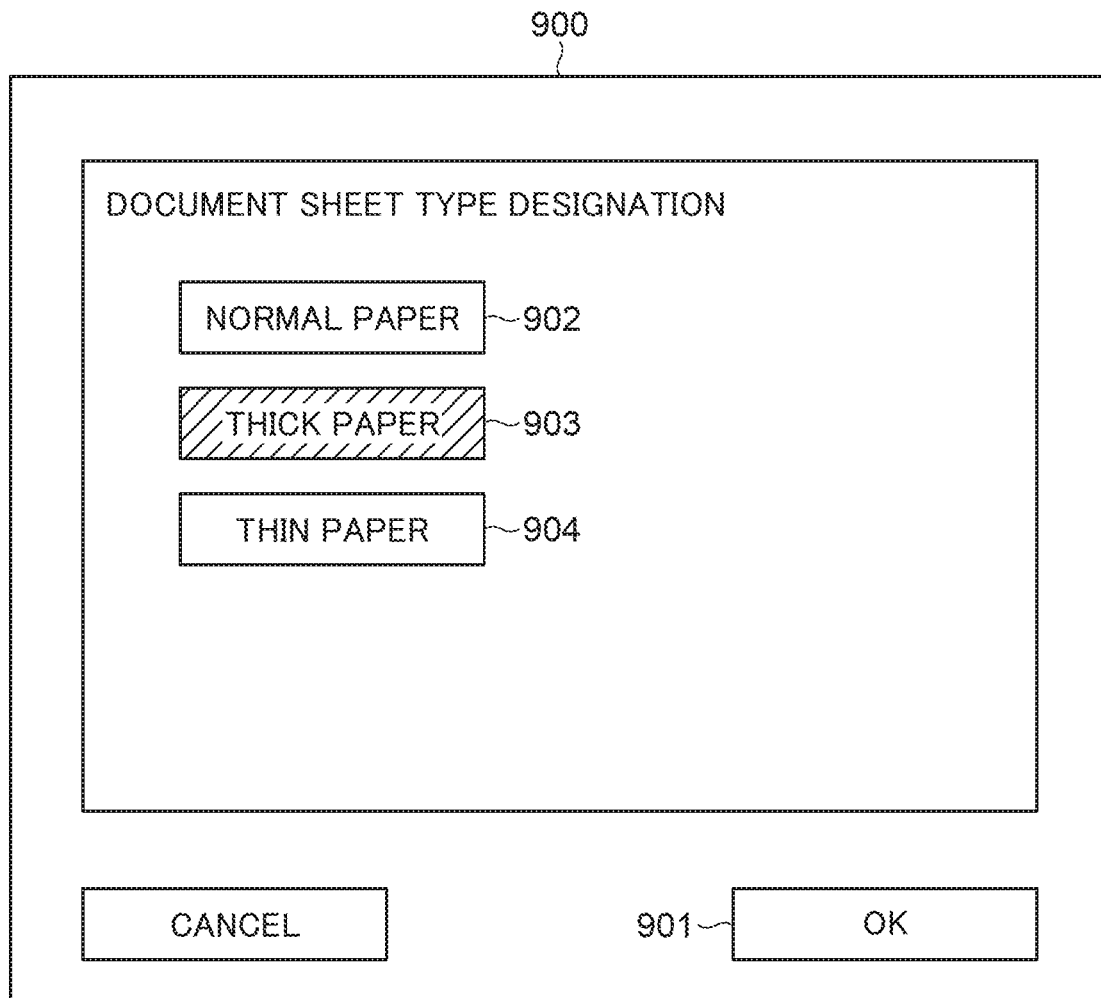 900
DOCUMENT SHEET TYPE DESIGNATION
NORMAL PAPER 902
THICK PAPER 903
THIN PAPER 904
CANCEL 901 OK